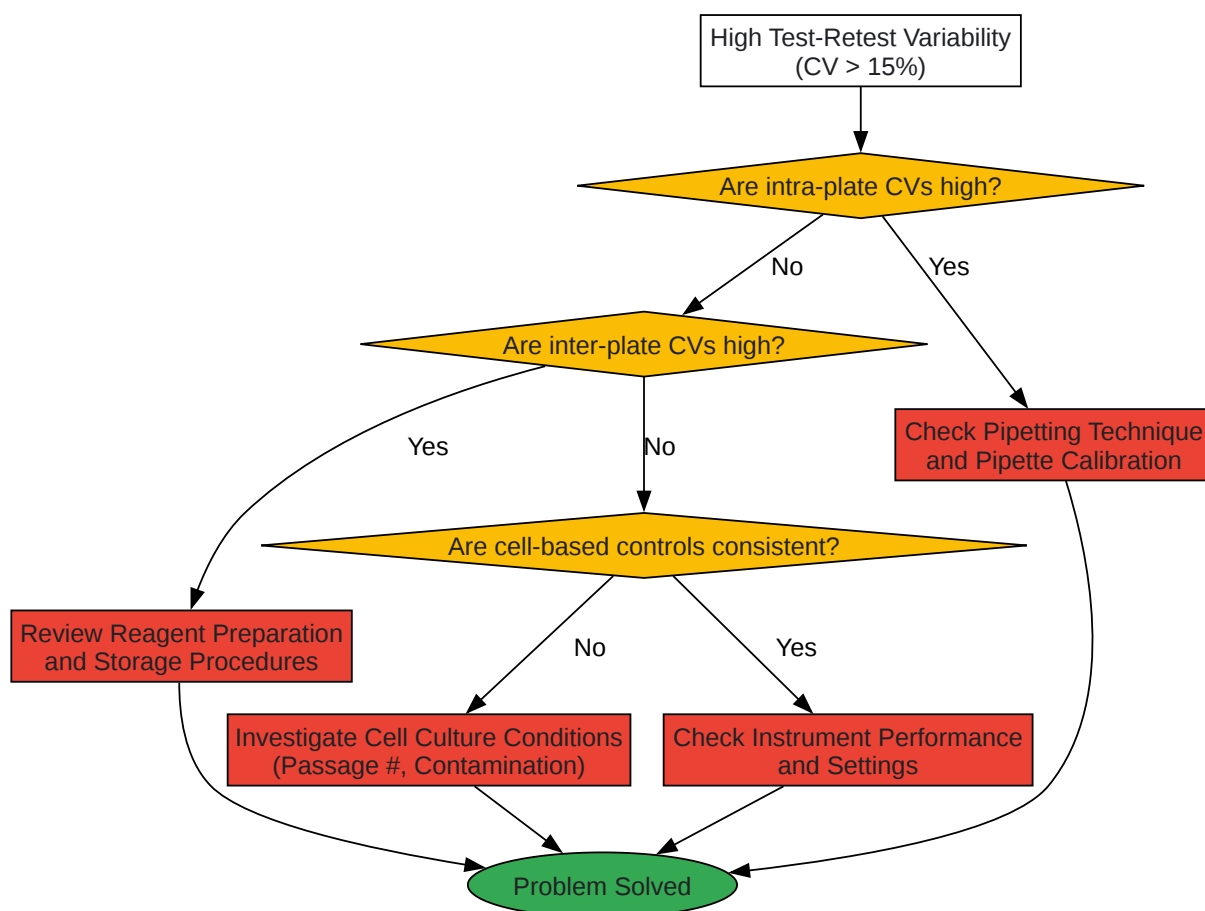 High Test-Retest Variability
(CV > 15%)
Are intra-plate CVs high?
No
Yes
Are inter-plate CVs high?
Check Pipetting Technique
and Pipette Calibration
Yes
No
Are cell-based controls consistent?
Review Reagent Preparation
and Storage Procedures
No
Yes
Investigate Cell Culture Conditions
(Passage #, Contamination)
Check Instrument Performance
and Settings
Problem Solved